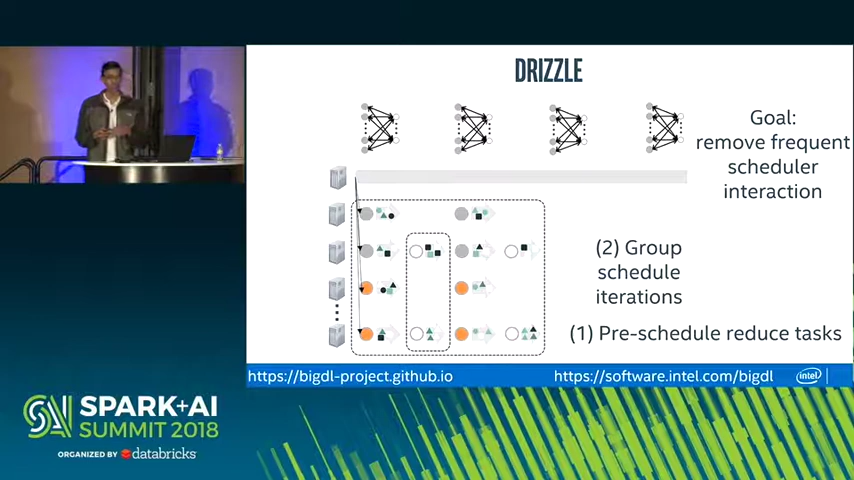 DRIZZLE
Goal:
remove frequent
scheduler
interaction
(2) Group
schedule
iterations
(1) Pre-schedule reduce tasks
https://bigdl-project.github.io
https://software.intel.com/bigdl
intel
SPARK+AI
SUMMIT 2018
ORGANIZED BY databricks